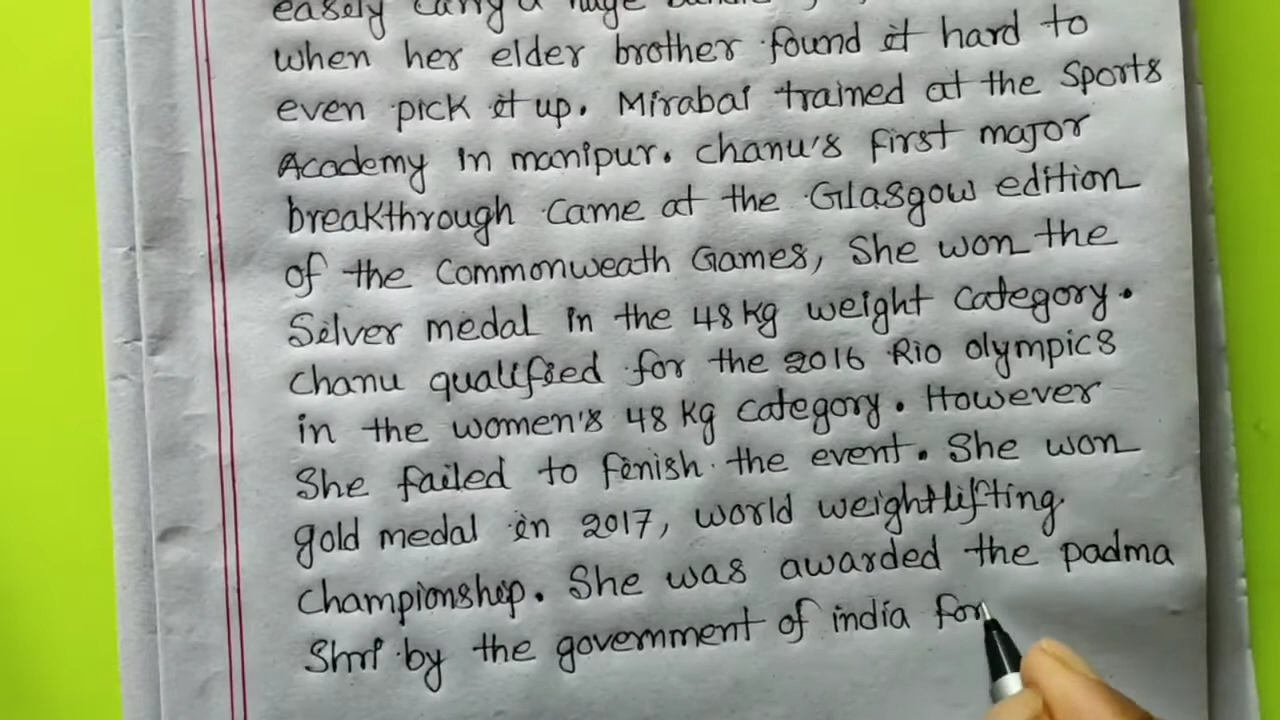 easely carry a huge
when her elder brother found it hard to
even pick it up. Mirabai trained at the Sports
Academy in manipur. Chanu's first major
breakthrough came at the Glasgow edition
of the Commonweath Games, She won the
Selver medal in the 48 kg weight category.
Chanu qualified for the 2016 Rio olympics
in the women's 48 kg category. However
She failed to finish the event. She won
gold medal in 2017, world weightlifting
championship. She was awarded the padma
Shri by the government of india for